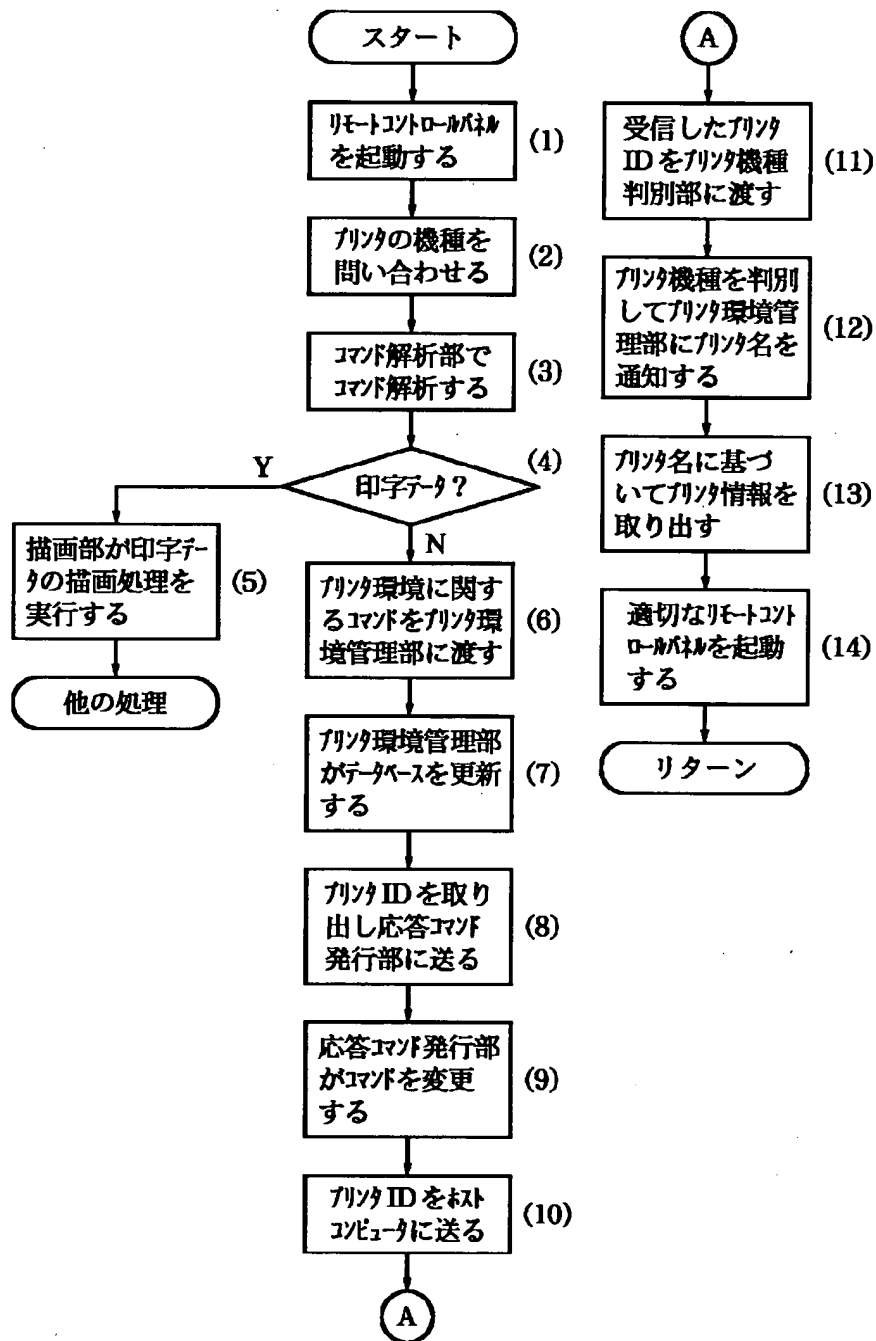 スタート
リモートコントロールパネル
を起動する
(1)
プリンタの機種を
問い合わせる
(2)
コマンド解析部で
コマンド解析する
(3)
(4)
印字データ?
Y
N
描画部が印字デー
タの描画処理を
実行する
(5)
他の処理
プリンタ環境に関す
るコマンドをプリンタ環
境管理部に渡す
(6)
プリンタ環境管理部
がデータベースを更新
する
(7)
プリンタIDを取り
出し応答コマンド
発行部に送る
(8)
応答コマンド発行部
がコマンドを変更
する
(9)
プリンタIDをホスト
コンピュータに送る
(10)
A
A
受信したプリンタ
IDをプリンタ機種
判別部に渡す
(11)
プリンタ機種を判別
してプリンタ環境管
理部にプリンタ名を
通知する
(12)
プリンタ名に基づ
いてプリンタ情報を
取り出す
(13)
適切なリモートコント
ロールパネルを起動
する
(14)
リターン